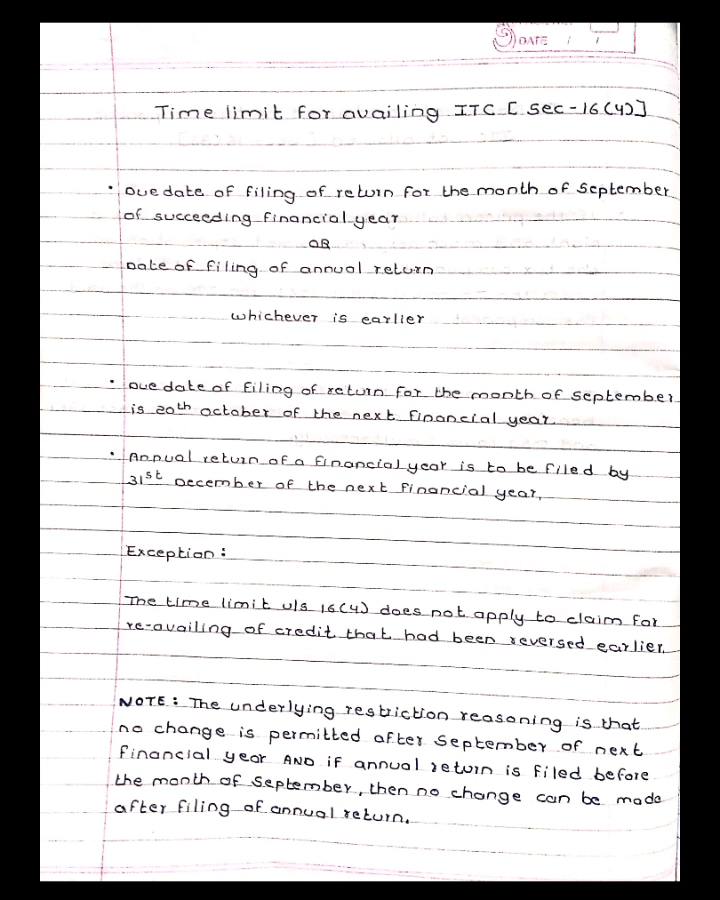 DATE / /
Time limit for availing ITC [ Sec-16(4)]
• Due date of filing of return for the month of September
of succeeding financial year
OR
Date of filing of annual return
whichever is earlier
• Due date of filing of return for the month of September
is 20th October of the next financial year.
• Annual return of a financial year is to be filed by
31st December of the next financial year.
Exception :
The time limit u/s 16(4) does not apply to claim for
re-availing of credit that had been reversed earlier.
NOTE : The underlying restriction reasoning is that
no change is permitted after September of next
financial year AND if annual return is filed before
the month of September, then no change can be made
after filing of annual return.